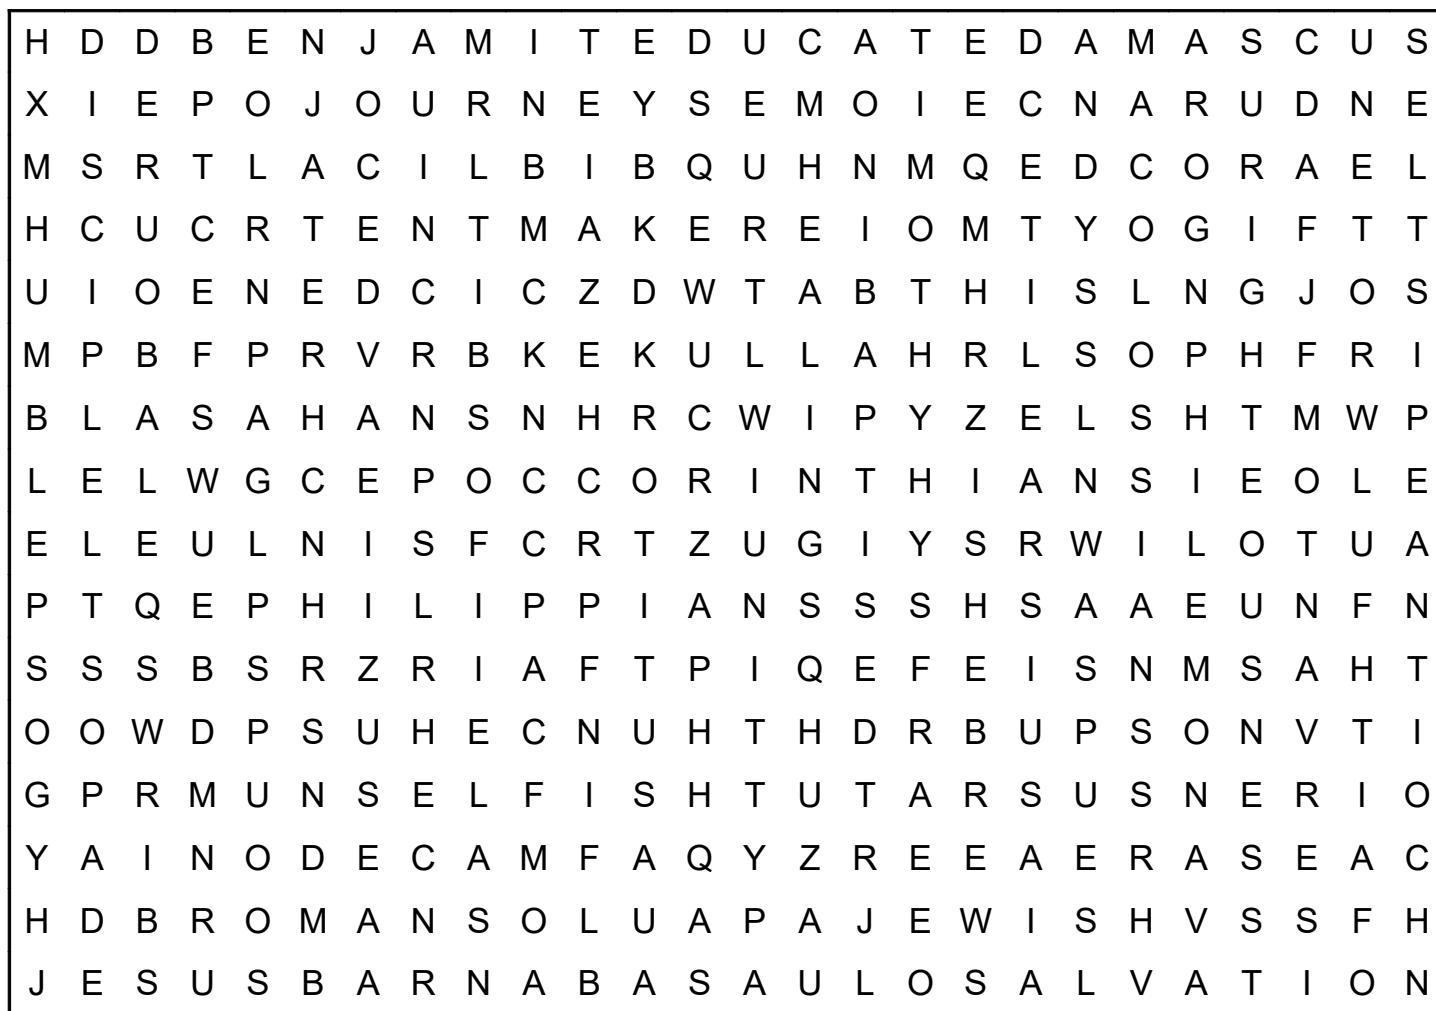 H D D B E N J A M I T E D U C A T E D A M A S C U S
X I E P O J O U R N E Y S E M O I E C N A R U D N E
M S R T L A C I L B I B Q U H N M Q E D C O R A E L
H C U C R T E N T M A K E R E I O M T Y O G I F T T
U I O E N E D C I C Z D W T A B T H I S L N G J O S
M P B F P R V R B K E K U L L A H R L S O P H F R I
B L A S A H A N S N H R C W I P Y Z E L S H T M W P
L E L W G C E P O C C O R I N T H I A N S I E O L E
E L E U L N I S F C R T Z U G I Y S R W I L O T U A
P T Q E P H I L I P P I A N S S S H S A A E U N F N
S S S B S R Z R I A F T P I Q E F E I S N M S A H T
O O W D P S U H E C N U H T H D R B U P S O N V T I
G P R M U N S E L F I S H T U T A R S U S N E R I O
Y A I N O D E C A M F A Q Y Z R E E A E R A S E A C
H D B R O M A N S O L U A P A J E W I S H V S S F H
J E S U S B A R N A B A S A U L O S A L V A T I O N